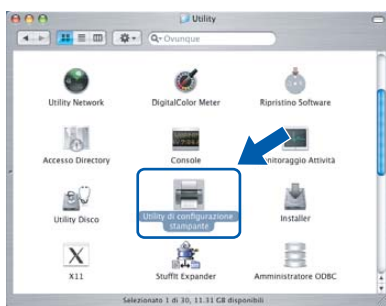 Utility
Q- Ovunque
Utility Network
DigitalColor Meter
Ripristino Software
Accesso Directory
Console
nitoraggio Attività
Utility Disco
Utility di configurazione
stampante
Installer
X11
StuffIt Expander
Amministratore ODBC
Selezionato 1 di 30, 11.31 GB disponibili